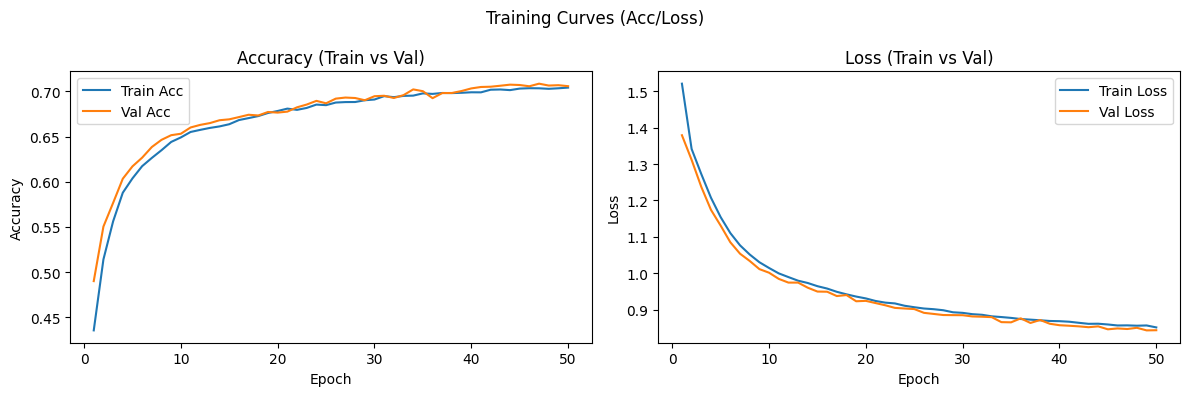 Training Curves (Acc/Loss)
Accuracy (Train vs Val)
Train Acc
Val Acc
0.70
0.65
0.60
0.55
0.50
0.45
Accuracy
0 10 20 30 40 50
Epoch
Loss (Train vs Val)
Train Loss
Val Loss
1.5
1.4
1.3
1.2
1.1
1.0
0.9
Loss
0 10 20 30 40 50
Epoch